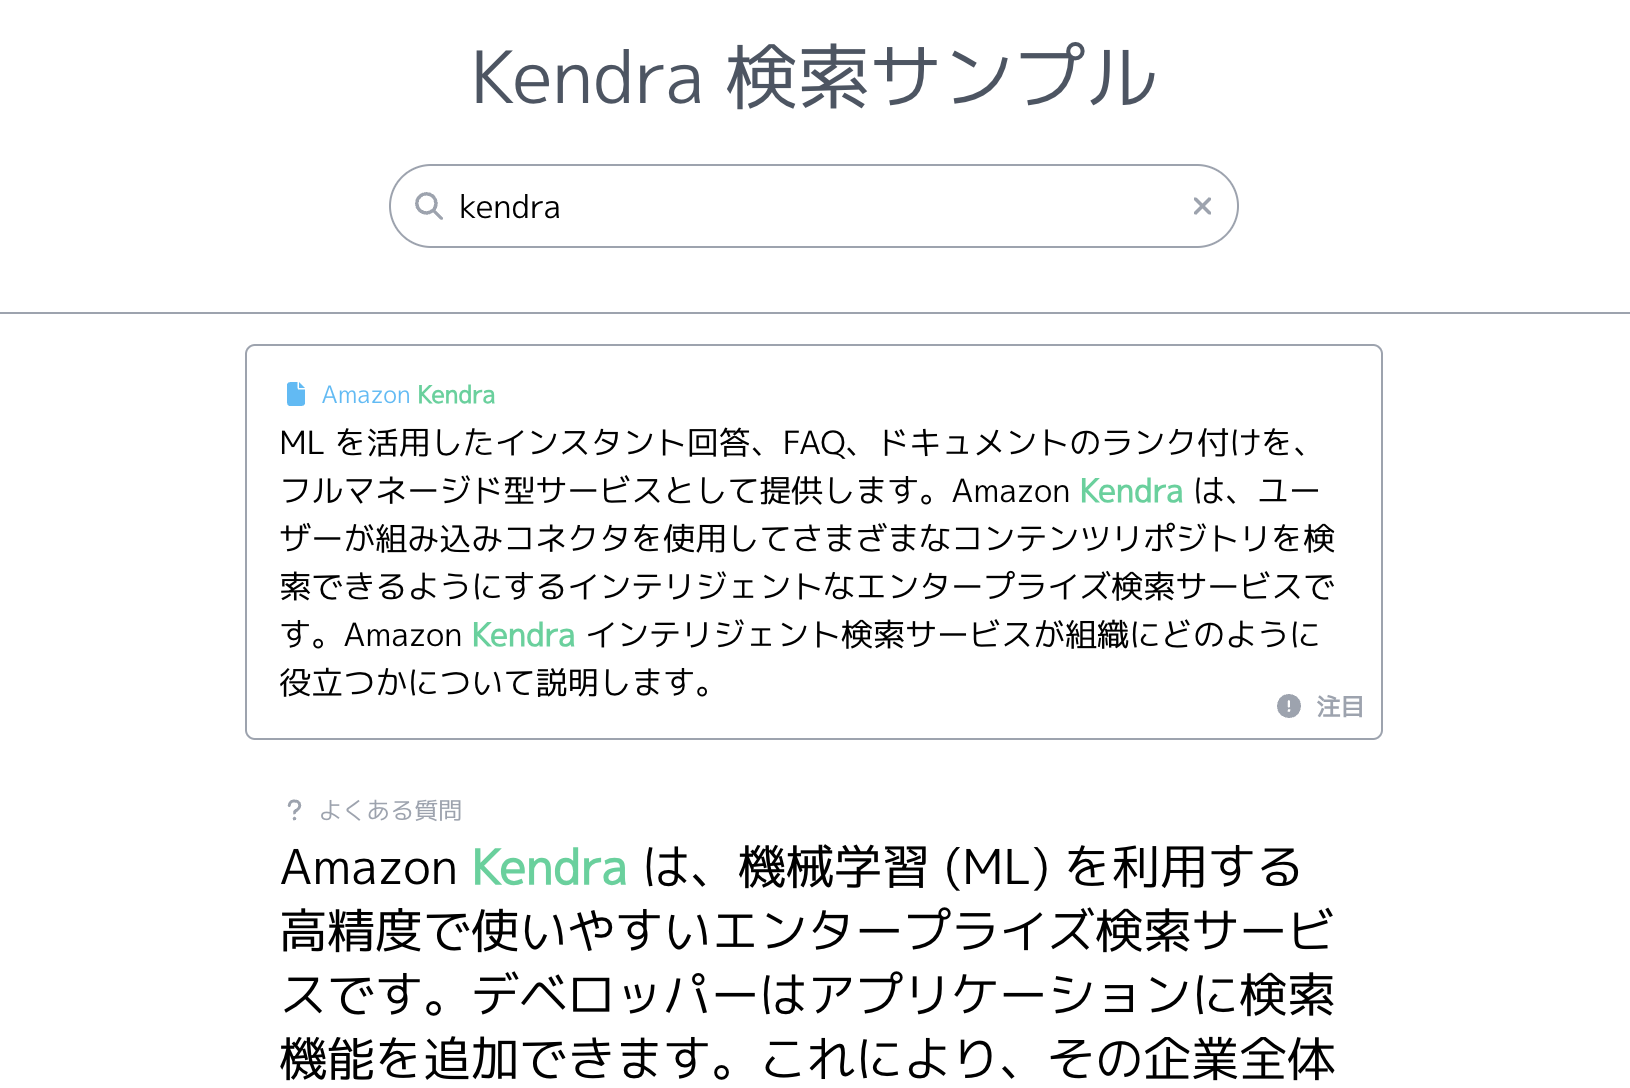 Kendra 検索サンプル
kendra
Amazon Kendra
ML を活用したインスタント回答、FAQ、ドキュメントのランク付けを、
フルマネージド型サービスとして提供します。Amazon Kendra は、ユー
ザーが組み込みコネクタを使用してさまざまなコンテンツリポジトリを検
索できるようにするインテリジェントなエンタープライズ検索サービスで
す。Amazon Kendra インテリジェント検索サービスが組織にどのように
役立つかについて説明します。
注目
よくある質問
Amazon Kendra は、機械学習 (ML) を利用する
高精度で使いやすいエンタープライズ検索サービ
スです。デベロッパーはアプリケーションに検索
機能を追加できます。これにより、その企業全体